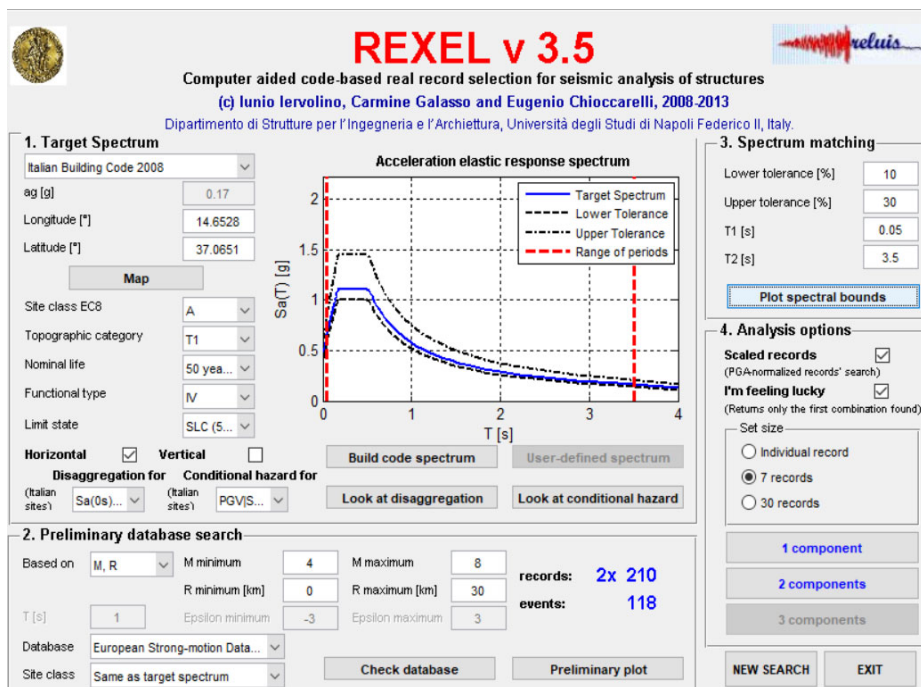 REXEL v 3.5
reluis
Computer aided code-based real record selection for seismic analysis of structures
(c) Iunio Iervolino, Carmine Galasso and Eugenio Chioccarelli, 2008-2013
Dipartimento di Strutture per l'Ingegneria e l'Archiettura, Università degli Studi di Napoli Federico II, Italy.
1. Target Spectrum
Italian Building Code 2008
ag [g] 0.17
Longitude [°] 14.6528
Latitude [°] 37.0651
Map
Site class EC8 A
Topographic category T1
Nominal life 50 yea...
Functional type IV
Limit state SLC (5...
Horizontal Vertical
Disaggregation for Conditional hazard for
(Italian sites) Sa(0s)... (Italian sites) PGV|S...
Acceleration elastic response spectrum
Target Spectrum
Lower Tolerance
Upper Tolerance
Range of periods
Sa(T) [g]
2
1.5
1
0.5
0
0 1 2 3 4
T [s]
Build code spectrum User-defined spectrum
Look at disaggregation Look at conditional hazard
2. Preliminary database search
Based on M, R M minimum 4 M maximum 8
R minimum [km] 0 R maximum [km] 30
T [s] 1 Epsilon minimum -3 Epsilon maximum 3
records: 2x 210
events: 118
Database European Strong-motion Data...
Site class Same as target spectrum
Check database Preliminary plot
3. Spectrum matching
Lower tolerance [%] 10
Upper tolerance [%] 30
T1 [s] 0.05
T2 [s] 3.5
Plot spectral bounds
4. Analysis options
Scaled records
(PGA-normalized records' search)
I'm feeling lucky
(Returns only the first combination found)
Set size
Individual record
7 records
30 records
1 component
2 components
3 components
NEW SEARCH EXIT